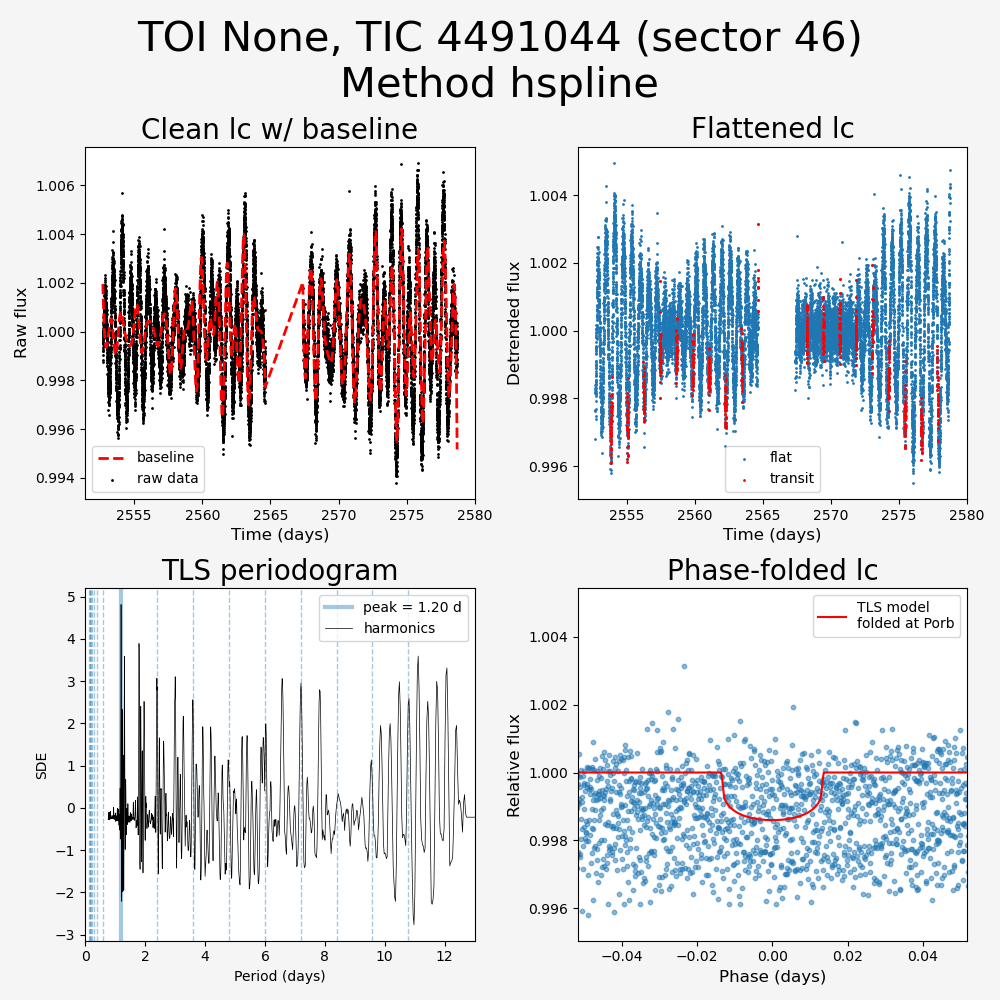 TOI None, TIC 4491044 (sector 46)
Method hspline
Clean lc w/ baseline
Flattened lc
1.006
1.004
1.002
1.000
0.998
0.996
0.994
Raw flux
baseline
raw data
2555
2560
2565
2570
2575
2580
Time (days)
1.004
1.002
1.000
0.998
0.996
Detrended flux
flat
transit
2555
2560
2565
2570
2575
2580
Time (days)
TLS periodogram
Phase-folded lc
5
4
3
2
1
0
−1
−2
−3
SDE
peak = 1.20 d
harmonics
0
2
4
6
8
10
12
Period (days)
1.004
1.002
1.000
0.998
0.996
Relative flux
TLS model
folded at Porb
−0.04
−0.02
0.00
0.02
0.04
Phase (days)